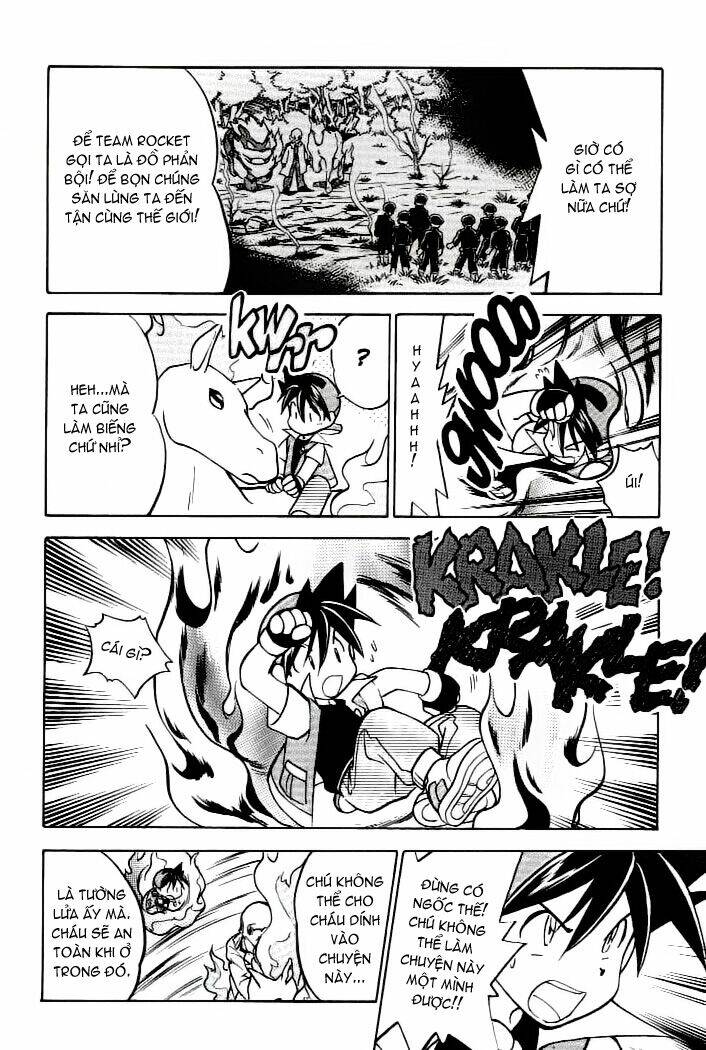 ĐỂ TEAM ROCKET
GỌI TA LÀ ĐỒ PHẢN
BỘI! ĐỂ BỌN CHÚNG
SĂN LÙNG TA ĐẾN
TẬN CÙNG THẾ GIỚI!
GIỜ CÓ
GÌ CÓ THỂ
LÀM TA SỢ
NỮA CHỨ!
KWRR
?
HEH...MÀ
TA CŨNG
LÀM BIẾNG
CHỨ NHỈ?
HYAAHHH!
ÚI!
KRAKLE!
KRAKLE!
CÁI GÌ?
LÀ TƯỜNG
LỬA ẤY MÀ,
CHÁU SẼ AN
TOÀN KHI Ở
TRONG ĐÓ.
CHÚ KHÔNG
THỂ CHO
CHÁU DÍNH
VÀO
CHUYỆN
NÀY...
ĐỪNG CÓ
NGỐC THẾ!
CHÚ KHÔNG
THỂ LÀM
CHUYỆN NÀY
MỘT MÌNH
ĐƯỢC!!